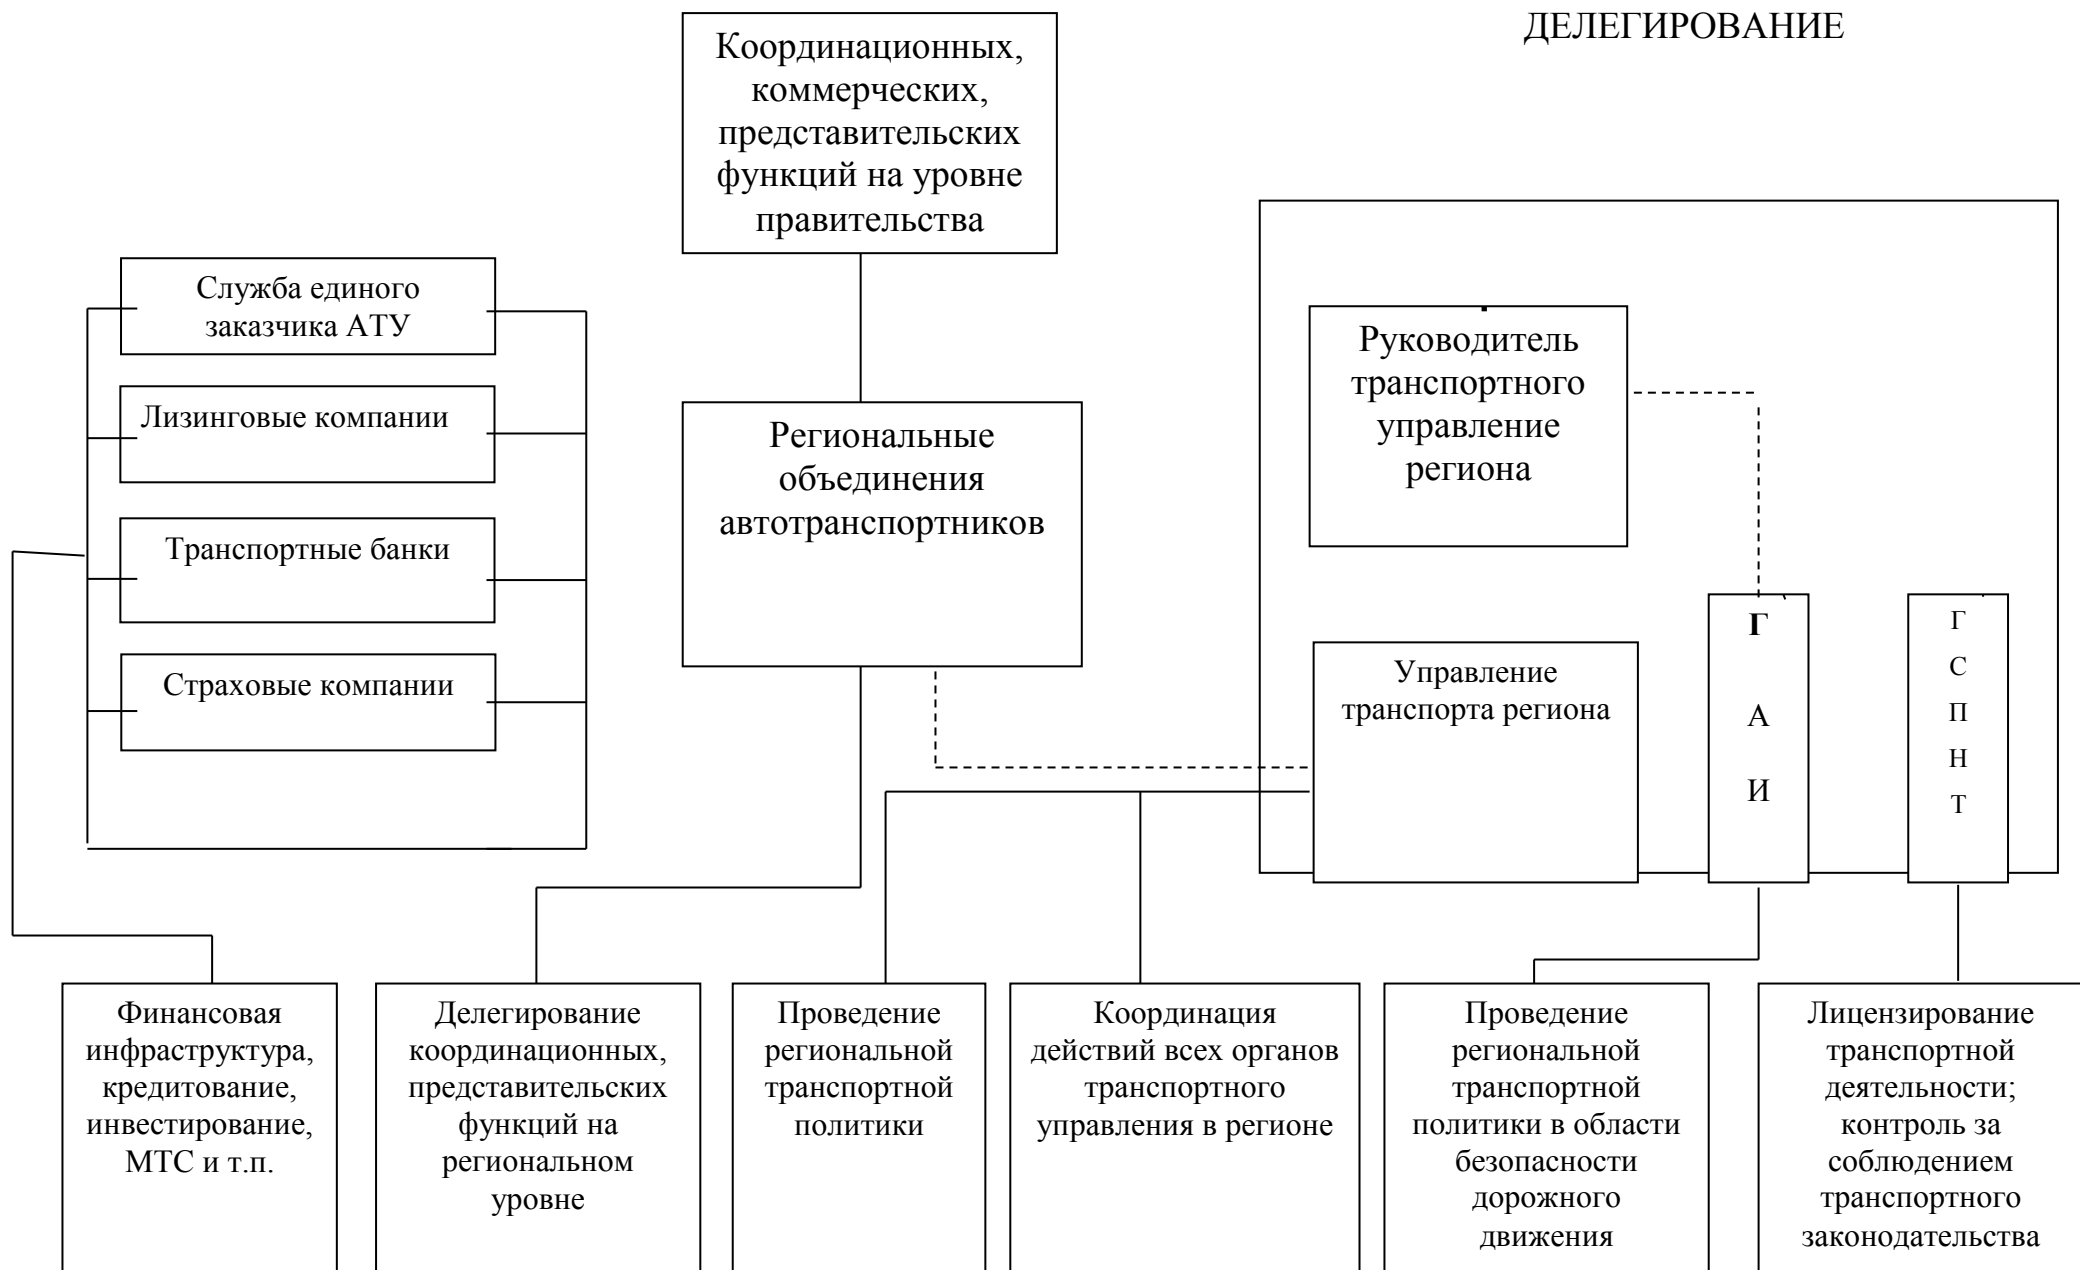 ДЕЛЕГИРОВАНИЕ
Координационных,
коммерческих,
представительских
функций на уровне
правительства
Служба единого
заказчика АТУ
Лизинговые компании
Транспортные банки
Страховые компании
Региональные
объединения
автотранспортников
Руководитель
транспортного
управление
региона
Управление
транспорта региона
Г
А
И
Г
С
П
Н
Т
Финансовая
инфраструктура,
кредитование,
инвестирование,
МТС и т.п.
Делегирование
координационных,
представительских
функций на
региональном
уровне
Проведение
региональной
транспортной
политики
Координация
действий всех органов
транспортного
управления в регионе
Проведение
региональной
транспортной
политики в области
безопасности
дорожного
движения
Лицензирование
транспортной
деятельности;
контроль за
соблюдением
транспортного
законодательства